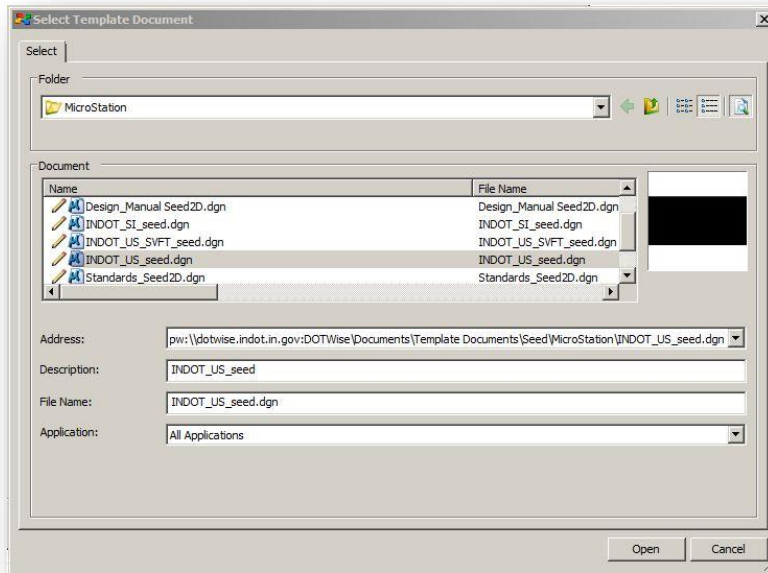 Select Template Document
Select
Folder
MicroStation
Document
Name File Name
Design_Manual Seed2D.dgn Design_Manual Seed2D.dgn
INDOT_SI_seed.dgn INDOT_SI_seed.dgn
INDOT_US_SVFT_seed.dgn INDOT_US_SVFT_seed.dgn
INDOT_US_seed.dgn INDOT_US_seed.dgn
Standards_Seed2D.dgn Standards_Seed2D.dgn
Address: pw:\\dotwise.indot.in.gov:DOTWise\Documents\Template Documents\Seed\MicroStation\INDOT_US_seed.dgn
Description: INDOT_US_seed
File Name: INDOT_US_seed.dgn
Application: All Applications
Open Cancel